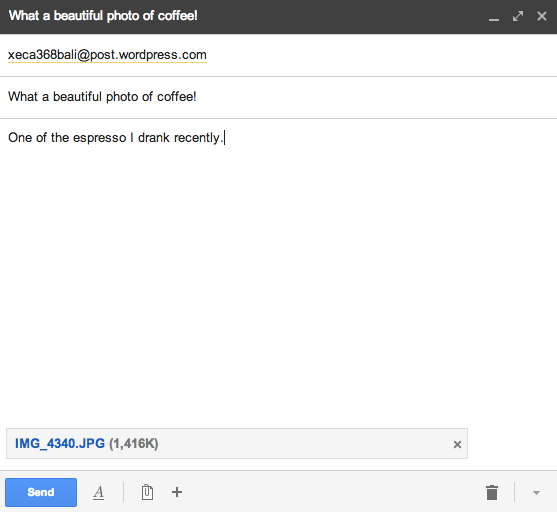 What a beautiful photo of coffee!
xeca368bali@post.wordpress.com
What a beautiful photo of coffee!
One of the espresso I drank recently.
IMG_4340.JPG (1,416K)
Send A